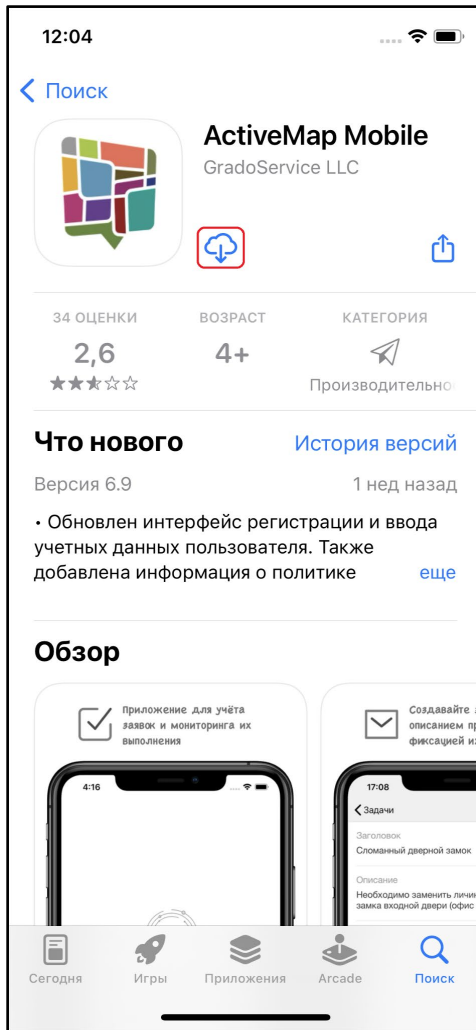 12:04
Поиск
ActiveMap Mobile
GradoService LLC
34 ОЦЕНКИ
ВОЗРАСТ
КАТЕГОРИЯ
2,6
4+
Производительно
Что нового
История версий
Версия 6.9
1 нед назад
• Обновлен интерфейс регистрации и ввода
учетных данных пользователя. Также
добавлена информация о политике
еще
Обзор
Приложение для учёта
заявок и мониторинга их
выполнения
4:16
Создавайте
описанием
фиксацией
17:08
Задачи
Заголовок
Сломанный дверной замок
Описание
Необходимо заменить
замка входной двери (офис
Сегодня
Игры
Приложения
Arcade
Поиск